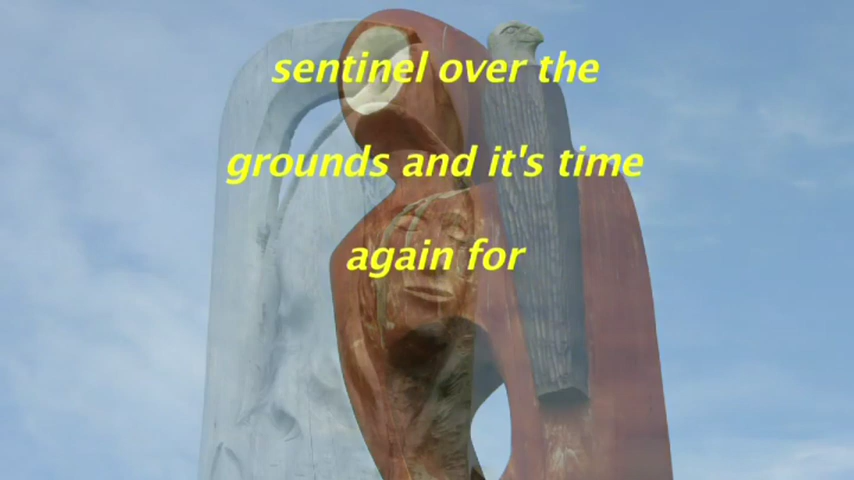 sentinel over the
grounds and it's time
again for